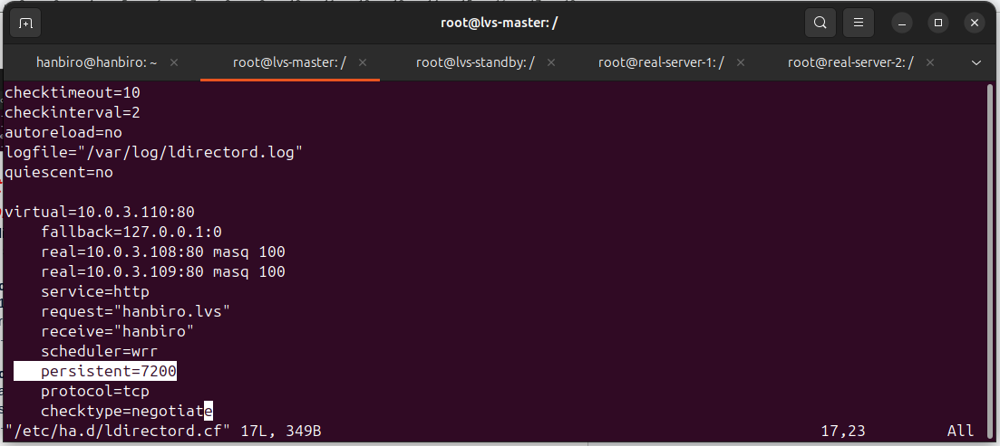 root@lvs-master: /
hanbiro@hanbiro: ~
root@lvs-master: /
root@lvs-standby: /
root@real-server-1: /
root@real-server-2: /
checktimeout=10
checkinterval=2
autoreload=no
logfile="/var/log/ldirectord.log"
quiescent=no
virtual=10.0.3.110:80
    fallback=127.0.0.1:0
    real=10.0.3.108:80 masq 100
    real=10.0.3.109:80 masq 100
    service=http
    request="hanbiro.lvs"
    receive="hanbiro"
    scheduler=wrr
    persistent=7200
    protocol=tcp
    checktype=negotiate
"/etc/ha.d/ldirectord.cf" 17L, 349B 17,23 All